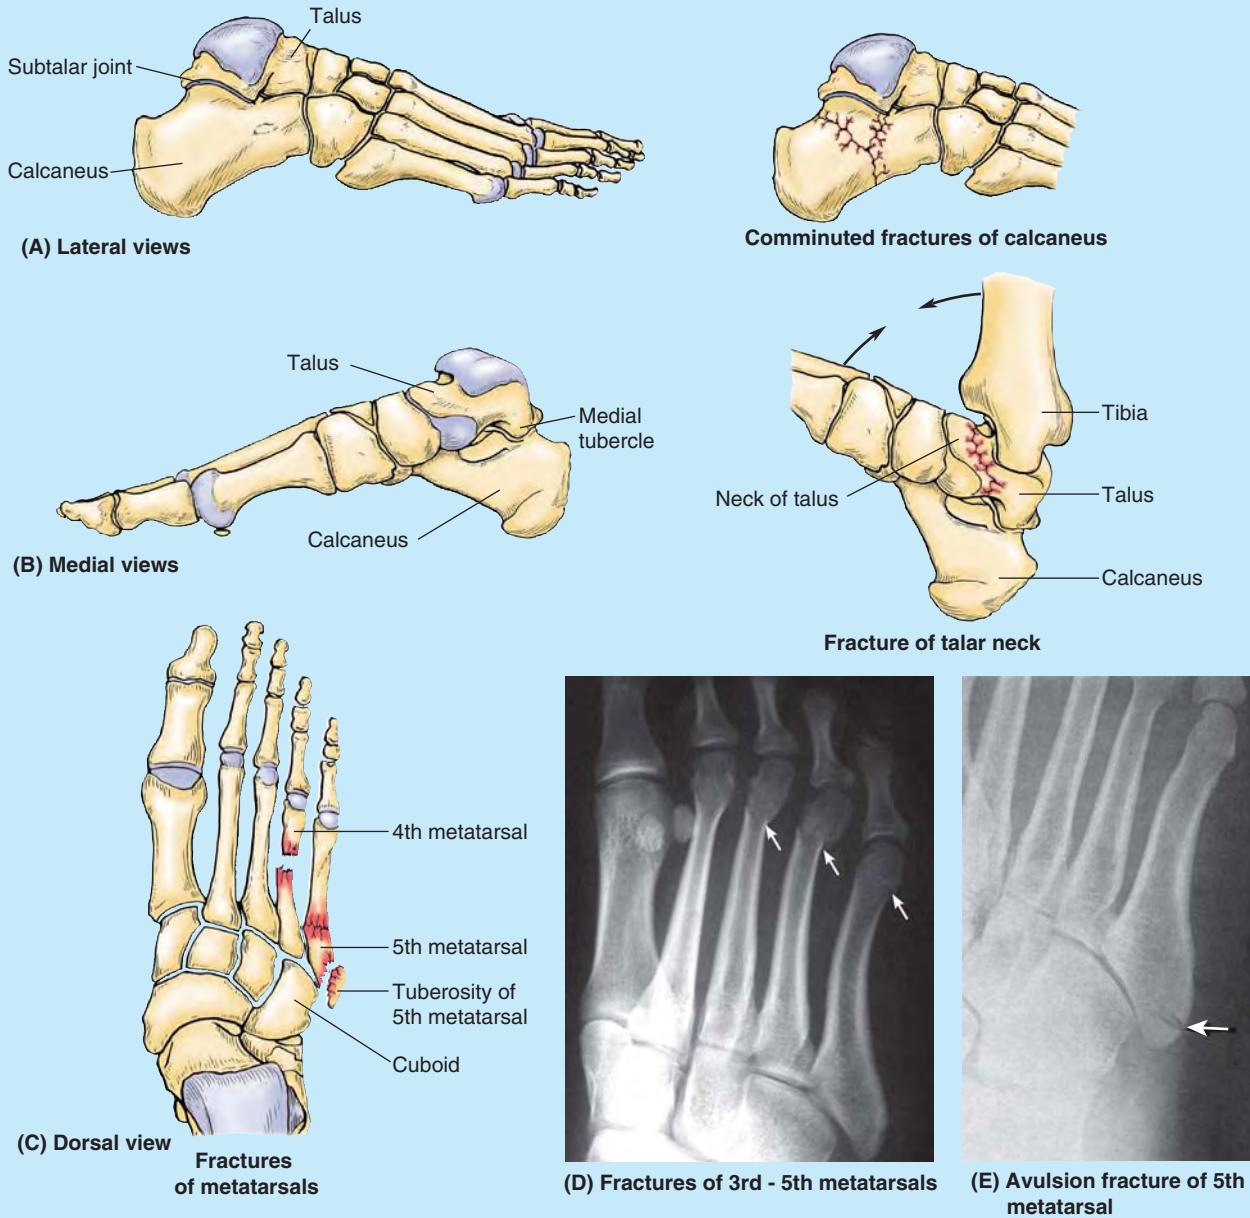 Talus
Subtalar joint
Calcaneus
(A) Lateral views
Comminuted fractures of calcaneus
Talus
Medial
tubercle
Calcaneus
(B) Medial views
Tibia
Neck of talus
Talus
Calcaneus
Fracture of talar neck
4th metatarsal
5th metatarsal
Tuberosity of
5th metatarsal
Cuboid
(C) Dorsal view
Fractures
of metatarsals
(D) Fractures of 3rd - 5th metatarsals
(E) Avulsion fracture of 5th
metatarsal